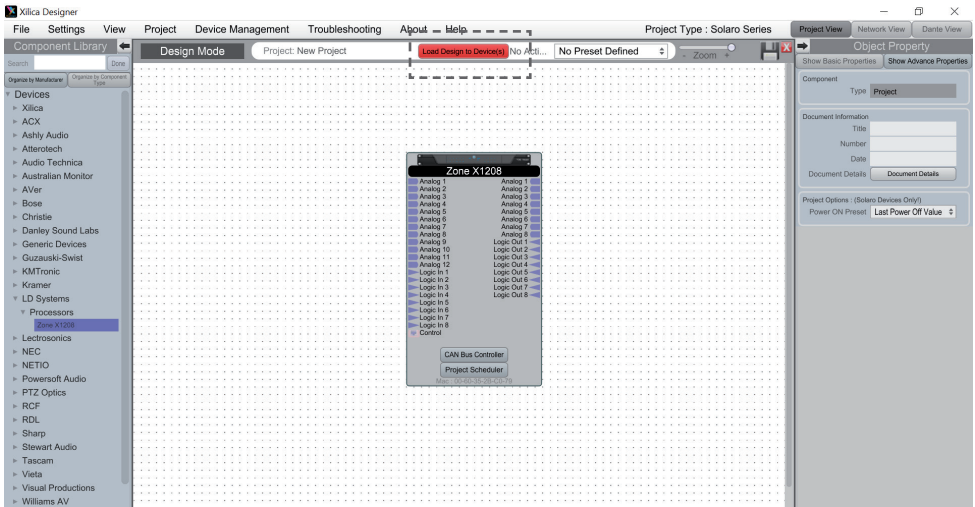 Xilica Designer
File Settings View Project Device Management Troubleshooting About Help Project Type : Solaro Series Project View Network View Dante View
Component Library
Design Mode Project: New Project Load Design to Device(s) No Acti... No Preset Defined - Zoom + X
Object Property
Search Done
Show Basic Properties Show Advance Properties
Organize by Manufacturer Organize by Component Type
Devices
Xilica
ACX
Ashly Audio
Atterotech
Audio Technica
Australian Monitor
AVer
Bose
Christie
Danley Sound Labs
Generic Devices
Guzauski-Swist
KMTronic
Kramer
LD Systems
Processors
Zone X1208
Lectrosonics
NEC
NETIO
Powersoft Audio
PTZ Optics
RCF
RDL
Sharp
Stewart Audio
Tascam
Vieta
Visual Productions
Williams AV
Zone X1208
Analog 1 Analog 1
Analog 2 Analog 2
Analog 3 Analog 3
Analog 4 Analog 4
Analog 5 Analog 5
Analog 6 Analog 6
Analog 7 Analog 7
Analog 8 Analog 8
Analog 9 Logic Out 1
Analog 10 Logic Out 2
Analog 11 Logic Out 3
Analog 12 Logic Out 4
Logic In 1 Logic Out 5
Logic In 2 Logic Out 6
Logic In 3 Logic Out 7
Logic In 4 Logic Out 8
Logic In 5
Logic In 6
Logic In 7
Logic In 8
Control
CAN Bus Controller
Project Scheduler
Component
Type Project
Document Information
Title
Number
Date
Document Details Document Details
Project Options : (Solaro Devices Only!)
Power ON Preset Last Power Off Value